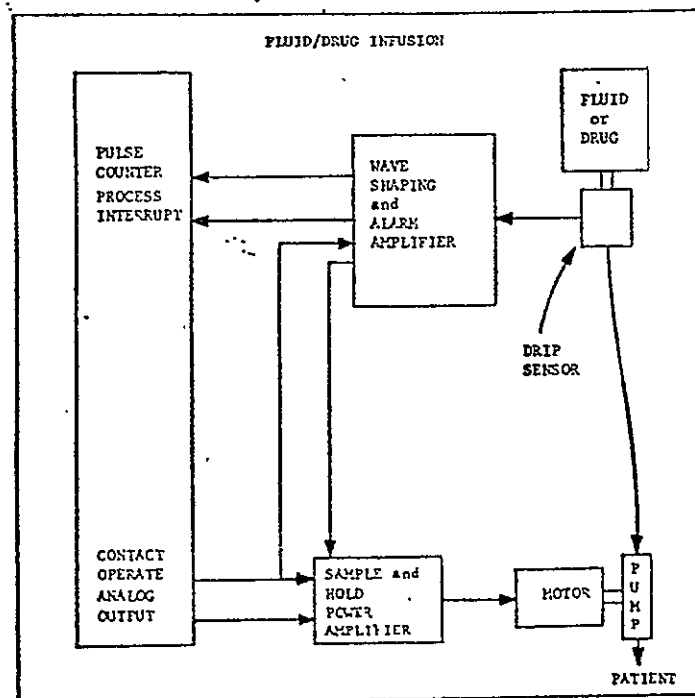 FLUID/DRUG INFUSION
PULSE
COUNTER
PROCESS
INTERRUPT
WAVE
SHAPING
and
ALARM
AMPLIFIER
FLUID
or
DRUG
DRIP
SENSOR
CONTACT
OPERATE
ANALOG
OUTPUT
SAMPLE and
HOLD
POWER
AMPLIFIER
MOTOR
PUMP
PATIENT